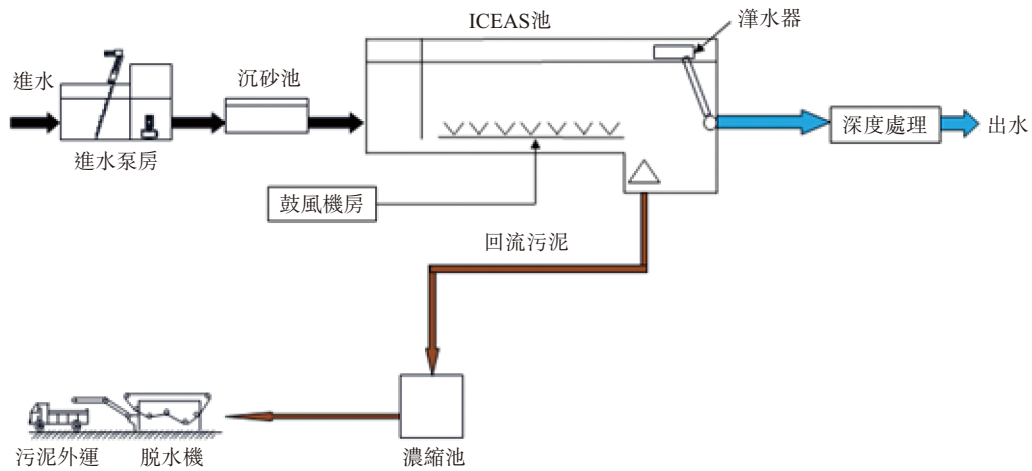 ICEAS池
潷水器
進水
沉砂池
進水泵房
深度處理
出水
鼓風機房
回流污泥
污泥外運
脱水機
濃縮池